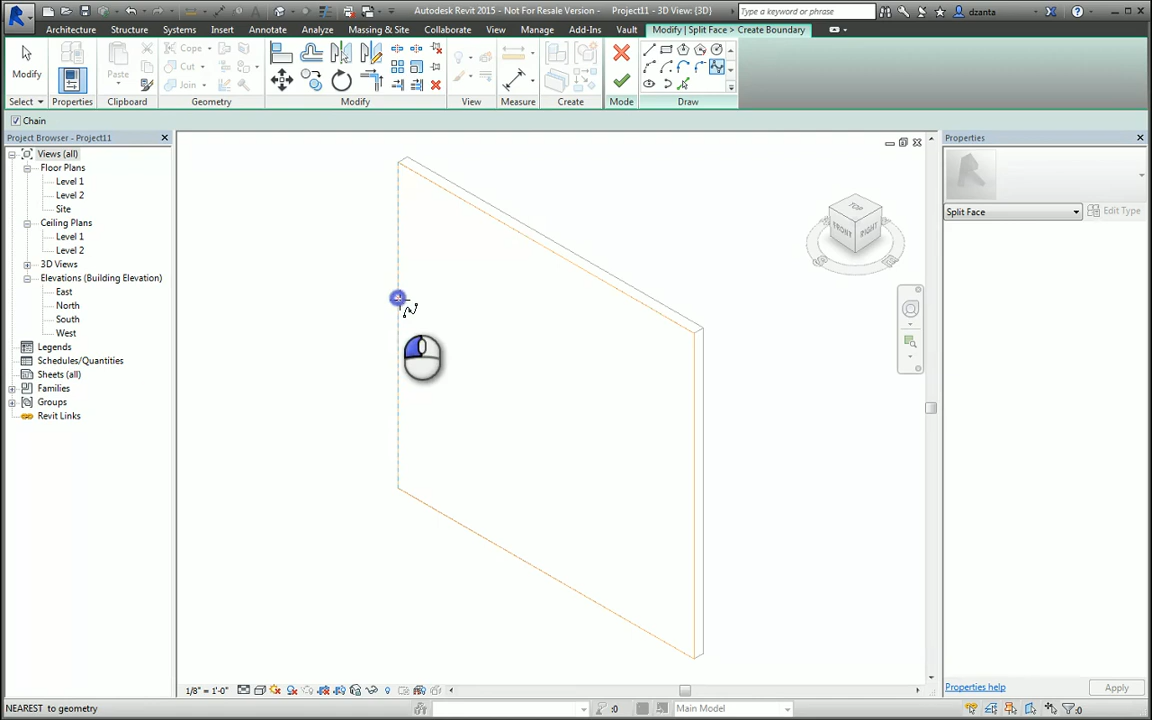 Autodesk Revit 2015 - Not For Resale Version - Project11 - 3D View: {3D}
Type a keyword or phrase
dzanta
Architecture Structure Systems Insert Annotate Analyze Massing & Site Collaborate View Manage Add-Ins Vault Modify | Split Face > Create Boundary
Modify
Paste
Cope
Cut
Join
Select Properties Clipboard Geometry Modify View Measure Create Mode Draw
Chain
Project Browser - Project11
Properties
Views (all)
Floor Plans
Level 1
Level 2
Site
Ceiling Plans
Level 1
Level 2
3D Views
Elevations (Building Elevation)
East
North
South
West
Legends
Schedules/Quantities
Sheets (all)
Families
Groups
Revit Links
TOP
FRONT
RIGHT
Split Face
Edit Type
Properties help
Apply
1/8" = 1'-0"
NEAREST to geometry
:0
Main Model
:0